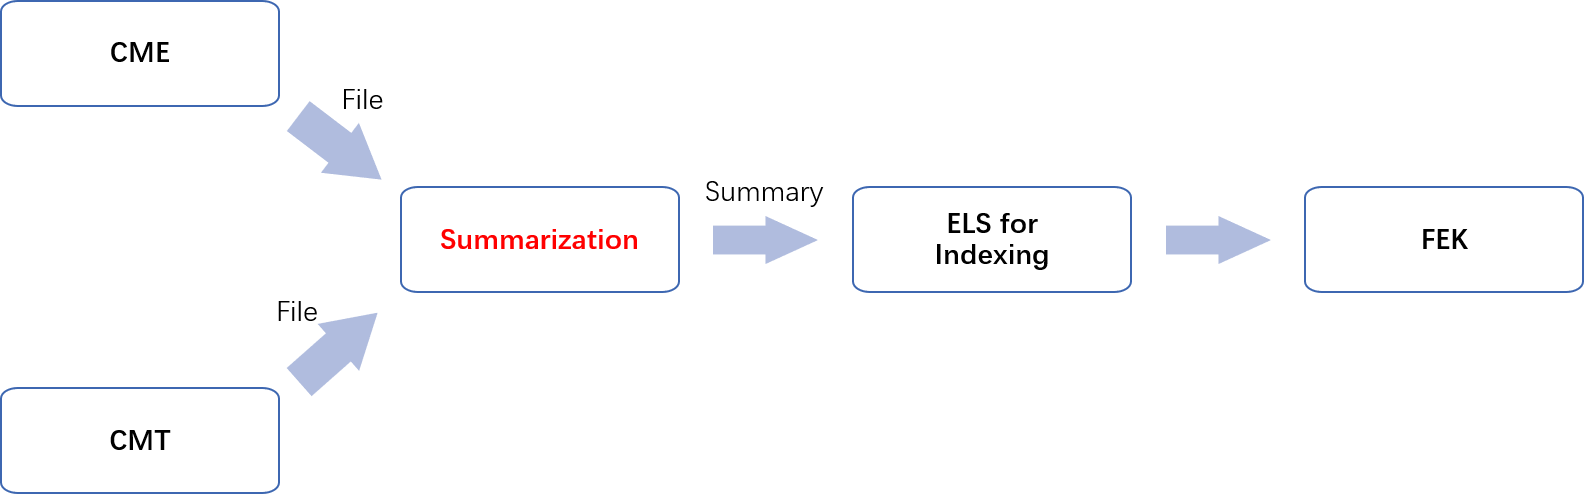 CME
File
Summarization
Summary
ELS for
Indexing
FEK
File
CMT